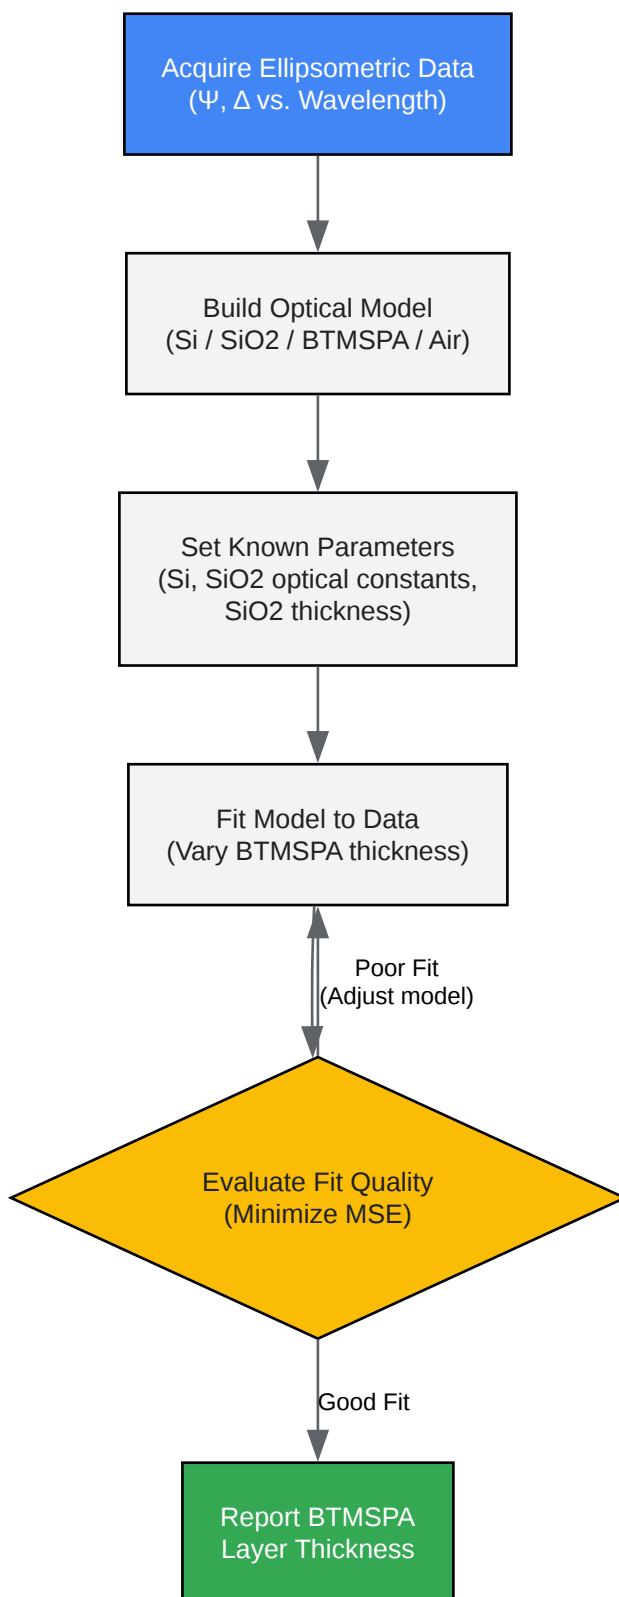 Acquire Ellipsometric Data
(Ψ, Δ vs. Wavelength)
Build Optical Model
(Si / SiO2 / BTMSPA / Air)
Set Known Parameters
(Si, SiO2 optical constants,
SiO2 thickness)
Fit Model to Data
(Vary BTMSPA thickness)
Poor Fit
(Adjust model)
Evaluate Fit Quality
(Minimize MSE)
Good Fit
Report BTMSPA
Layer Thickness